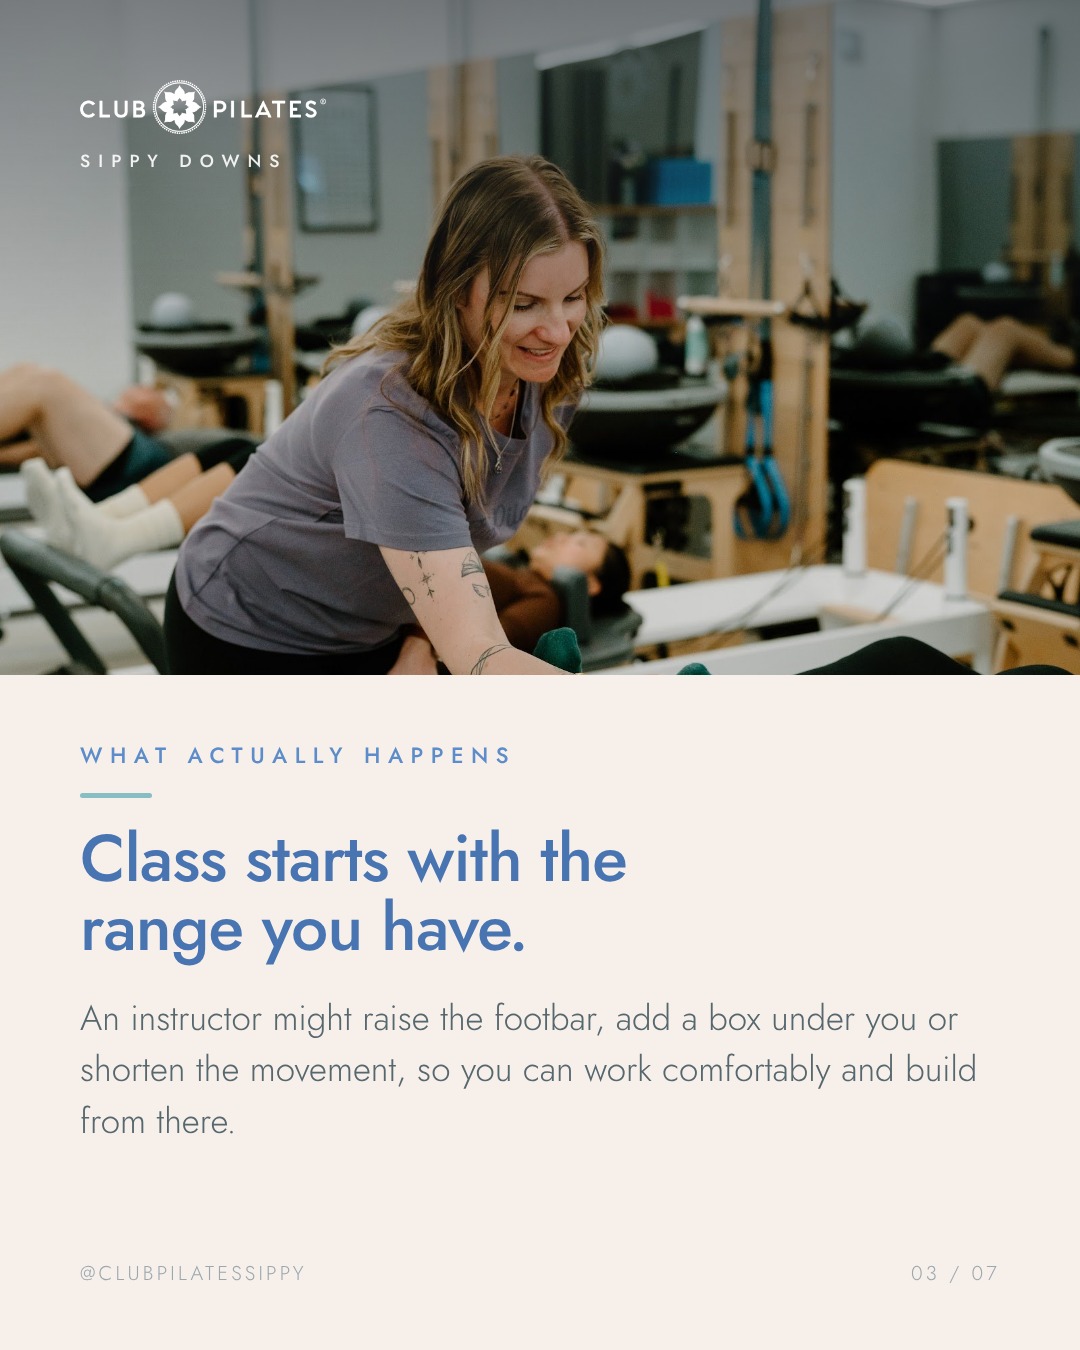 CLUB PILATES®
SIPPY DOWNS
WHAT ACTUALLY HAPPENS
Class starts with the
range you have.
An instructor might raise the footbar, add a box under you or
shorten the movement, so you can work comfortably and build
from there.
@CLUBPILATESSIPPY
03 / 07